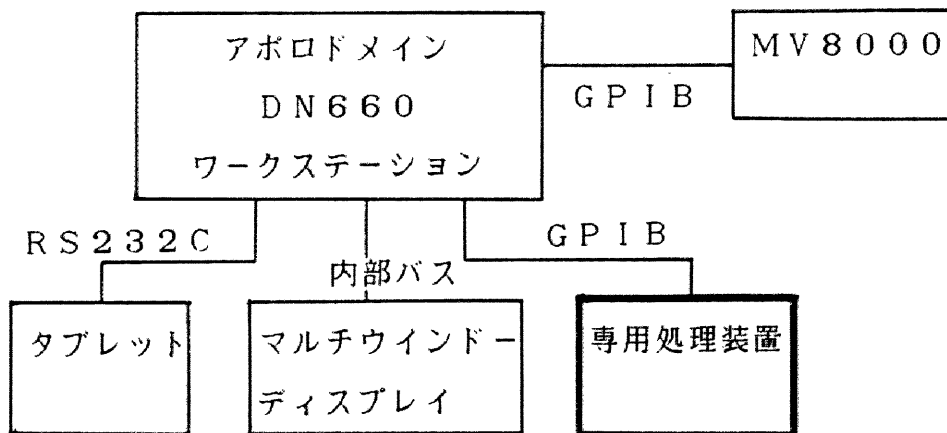 アポロドメイン
DN660
ワークステーション
MV8000
GPIB
RS232C
内部バス
GPIB
タブレット
マルチウインドー
ディスプレイ
専用処理装置